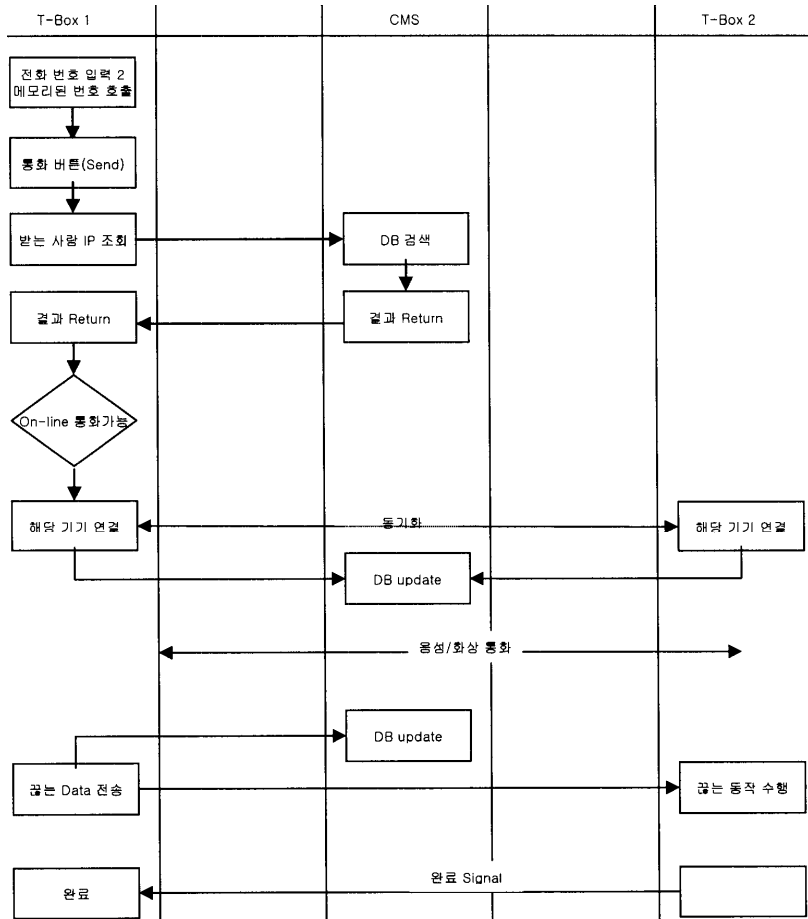 T-Box 1
CMS
T-Box 2
전화 번호 입력 2
메모리된 번호 호출
통화 버튼(Send)
받는 사람 IP 조회
DB 검색
결과 Return
결과 Return
On-line 통화가능
해당 기기 연결
동기화
해당 기기 연결
DB update
음성/화상 통화
DB update
끊는 Data 전송
끊는 동작 수행
완료 Signal
완료